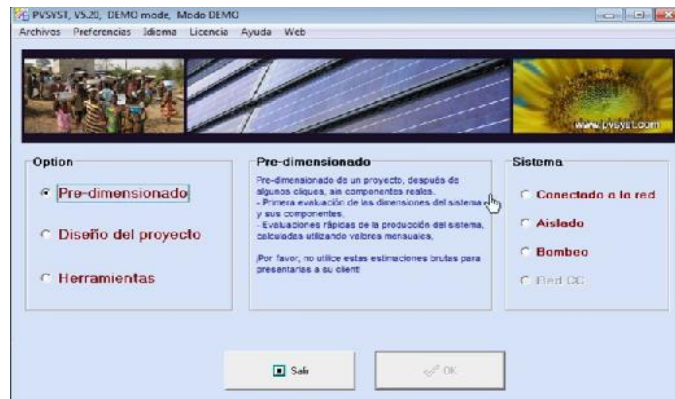 PVSYST, V5.20, DEMO mode, Modo DEMO
Archivos Preferencias Idioma Licencia Ayuda Web
www.pvsyst.com
Option
Pre-dimensionado
Diseño del proyecto
Herramientas
Pre-dimensionado
Pre-dimensionado de un proyecto, después de
algunos cliques, sin componentes reales.
- Primera evaluación de las dimensiones del sistema
y sus componentes,
- Evaluaciones rápidas de la producción del sistema,
calculadas utilizando valores mensuales,
¡Por favor, no utilice estas estimaciones brutas para
presentarlas a su client!
Sistema
Conectado a la red
Aislado
Bombeo
Red CC
Salir
OK